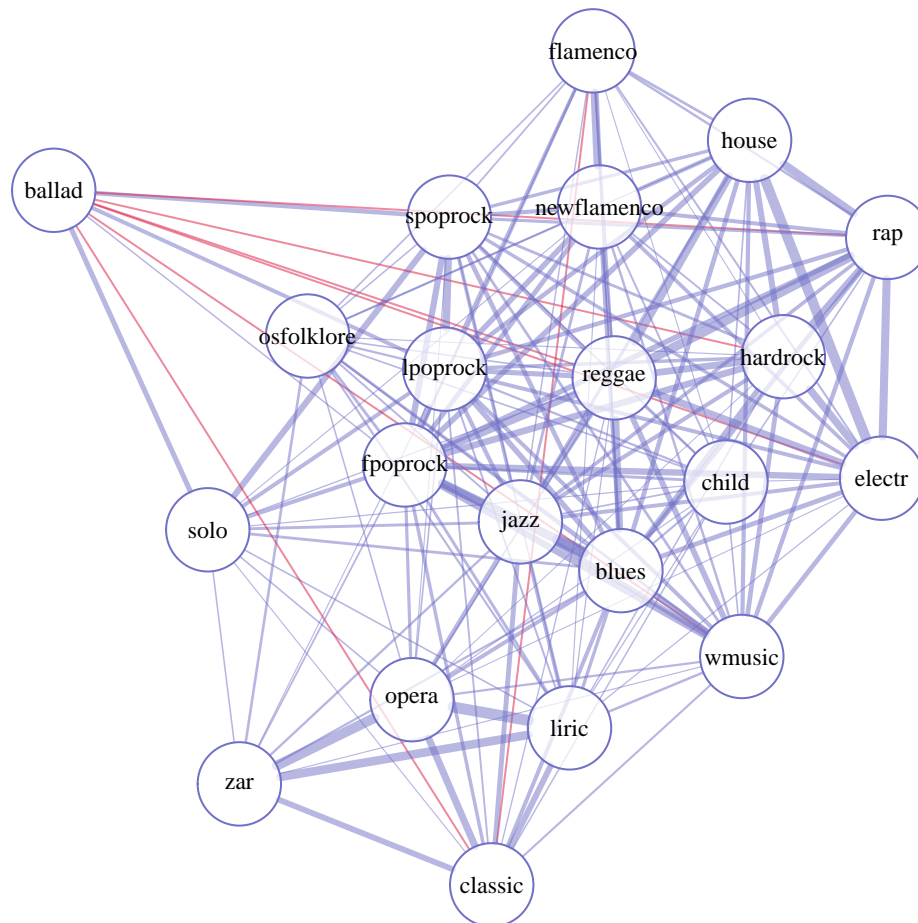 flamenco
house
ballad
spoprock
newflamenco
rap
osfolklore
lpoprock
reggae
hardrock
fpoprock
child
electr
jazz
solo
blues
wmusic
opera
liric
zar
classic